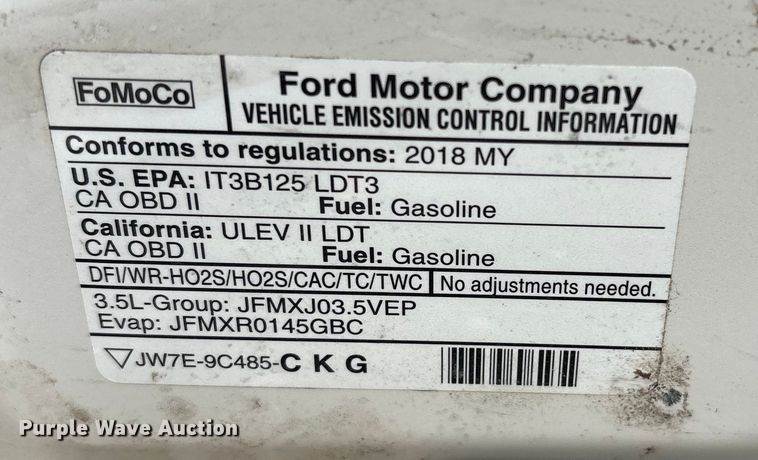 FoMoCo
Ford Motor Company
VEHICLE EMISSION CONTROL INFORMATION
Conforms to regulations: 2018 MY
U.S. EPA: IT3B125 LDT3
CA OBD II Fuel: Gasoline
California: ULEV II LDT
CA OBD II Fuel: Gasoline
DFI/WR-HO2S/HO2S/CAC/TC/TWC No adjustments needed.
3.5L-Group: JFMXJ03.5VEP
Evap: JFMXR0145GBC
JW7E-9C485-C K G
Purple Wave Auction